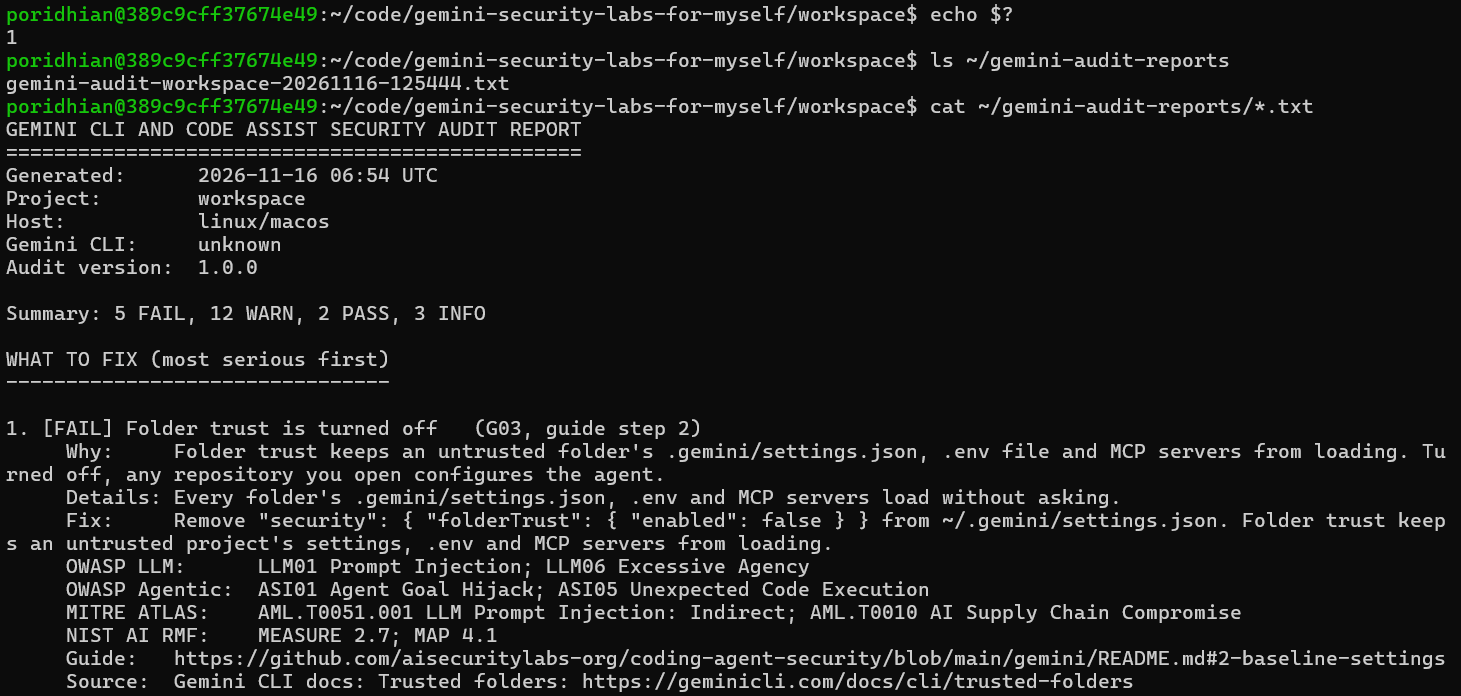 poridhian@389c9cff37674e49:~/code/gemini-security-labs-for-myself/workspace$ echo $?
1
poridhian@389c9cff37674e49:~/code/gemini-security-labs-for-myself/workspace$ ls ~/gemini-audit-reports
gemini-audit-workspace-20261116-125444.txt
poridhian@389c9cff37674e49:~/code/gemini-security-labs-for-myself/workspace$ cat ~/gemini-audit-reports/*.txt
GEMINI CLI AND CODE ASSIST SECURITY AUDIT REPORT
================================================
Generated:      2026-11-16 06:54 UTC
Project:        workspace
Host:           linux/macos
Gemini CLI:     unknown
Audit version:  1.0.0

Summary: 5 FAIL, 12 WARN, 2 PASS, 3 INFO

WHAT TO FIX (most serious first)
--------------------------------

1. [FAIL] Folder trust is turned off   (G03, guide step 2)
     Why:     Folder trust keeps an untrusted folder's .gemini/settings.json, .env file and MCP servers from loading. Tu
rned off, any repository you open configures the agent.
     Details: Every folder's .gemini/settings.json, .env and MCP servers load without asking.
     Fix:     Remove "security": { "folderTrust": { "enabled": false } } from ~/.gemini/settings.json. Folder trust keep
s an untrusted project's settings, .env and MCP servers from loading.
     OWASP LLM:      LLM01 Prompt Injection; LLM06 Excessive Agency
     OWASP Agentic:  ASI01 Agent Goal Hijack; ASI05 Unexpected Code Execution
     MITRE ATLAS:    AML.T0051.001 LLM Prompt Injection: Indirect; AML.T0010 AI Supply Chain Compromise
     NIST AI RMF:    MEASURE 2.7; MAP 4.1
     Guide:   https://github.com/aisecuritylabs-org/coding-agent-security/blob/main/gemini/README.md#2-baseline-settings
     Source:  Gemini CLI docs: Trusted folders: https://geminicli.com/docs/cli/trusted-folders